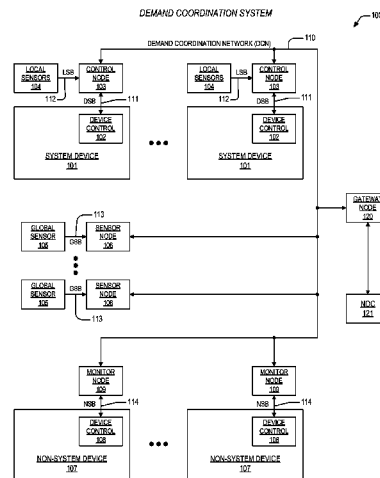 DEMAND COORDINATION SYSTEM
100
DEMAND COORDINATION NETWORK (DCN)
110
LOCAL SENSORS 104
LSB
112
CONTROL NODE 103
DSB
111
DEVICE CONTROL 102
SYSTEM DEVICE 101
LOCAL SENSORS 104
LSB
112
CONTROL NODE 103
DSB
111
DEVICE CONTROL 102
SYSTEM DEVICE 101
GATEWAY NODE 120
NOC 121
GLOBAL SENSOR 105
113
GSB
SENSOR NODE 106
GLOBAL SENSOR 105
GSB
113
SENSOR NODE 106
MONITOR NODE 109
NSB
114
DEVICE CONTROL 108
NON-SYSTEM DEVICE 107
MONITOR NODE 109
NSB
114
DEVICE CONTROL 108
NON-SYSTEM DEVICE 107